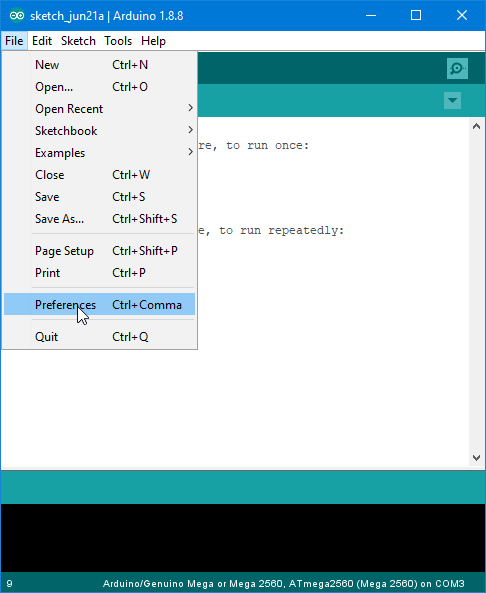 sketch_jun21a | Arduino 1.8.8
File Edit Sketch Tools Help
New Ctrl+N
Open... Ctrl+O
Open Recent
Sketchbook
Examples
Close Ctrl+W
Save Ctrl+S
Save As... Ctrl+Shift+S
Page Setup Ctrl+Shift+P
Print Ctrl+P
Preferences Ctrl+Comma
Quit Ctrl+Q
re, to run once:
e, to run repeatedly:
9 Arduino/Genuino Mega or Mega 2560, ATmega2560 (Mega 2560) on COM3